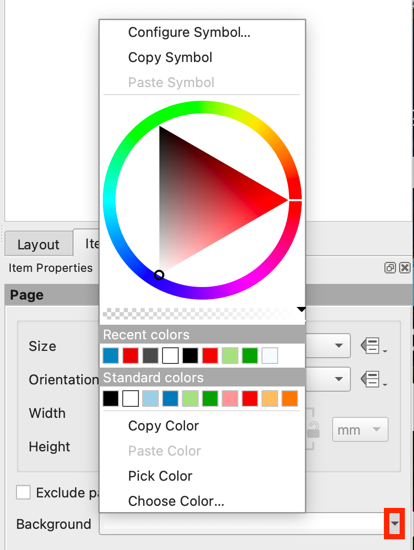 Configure Symbol...
Copy Symbol
Paste Symbol
Layout
Item Properties
Page
Size
Orientation
Width
Height
mm
Exclude
Background
Recent colors
Standard colors
Copy Color
Paste Color
Pick Color
Choose Color...